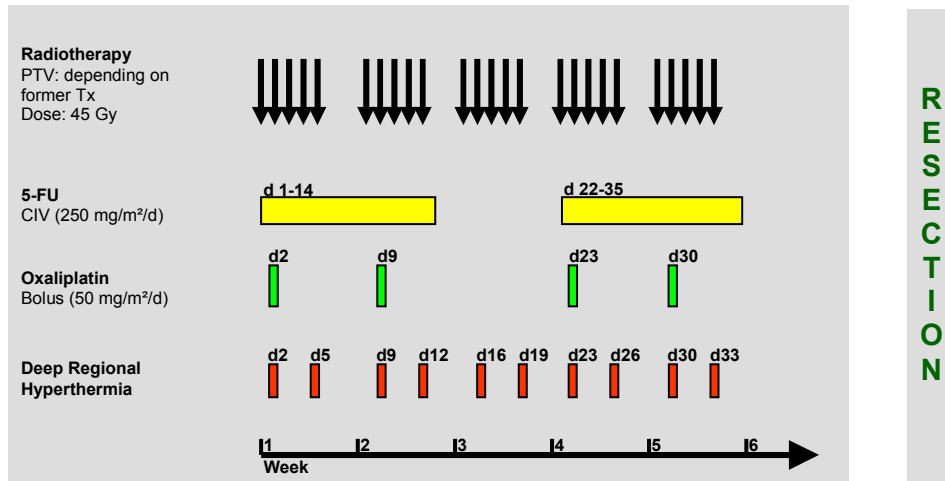 Radiotherapy
PTV: depending on
former Tx
Dose: 45 Gy
5-FU
CIV (250 mg/m²/d)
d 1-14
d 22-35
Oxaliplatin
Bolus (50 mg/m²/d)
d2
d9
d23
d30
Deep Regional
Hyperthermia
d2
d5
d9
d12
d16
d19
d23
d26
d30
d33
1
2
3
4
5
6
Week
R
E
S
E
C
T
I
O
N